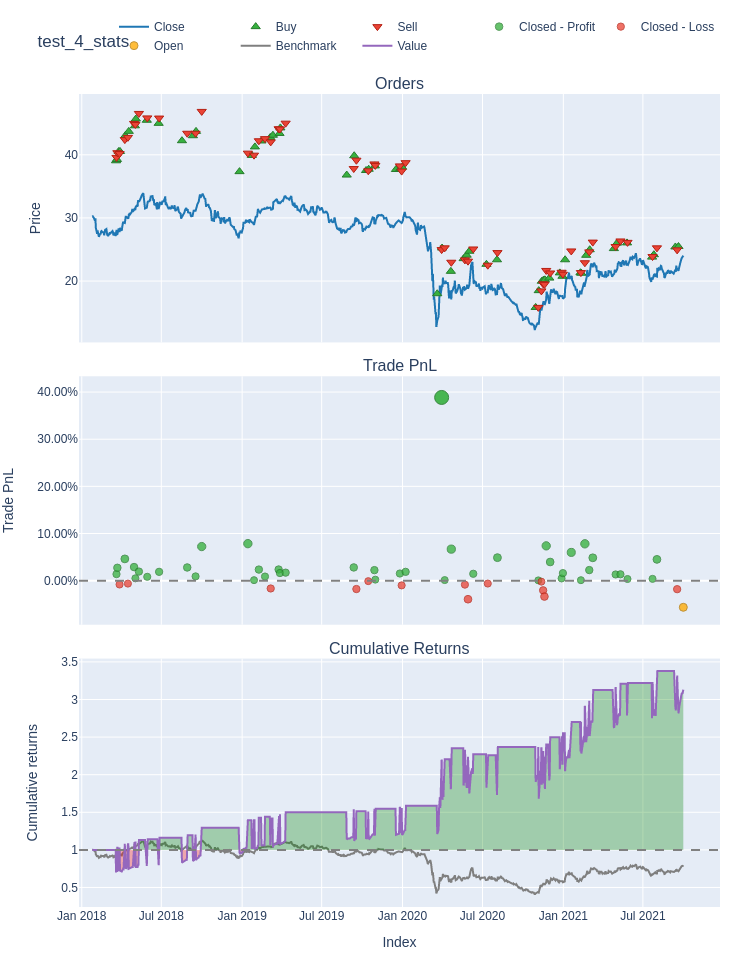 Close Buy Sell Closed - Profit Closed - Loss
test_4_stats Open Benchmark Value
Orders
40
30
20
Price
Trade PnL
40.00%
30.00%
20.00%
10.00%
0.00%
Trade PnL
Cumulative Returns
3.5
3
2.5
2
1.5
1
0.5
Cumulative returns
Jan 2018 Jul 2018 Jan 2019 Jul 2019 Jan 2020 Jul 2020 Jan 2021 Jul 2021
Index